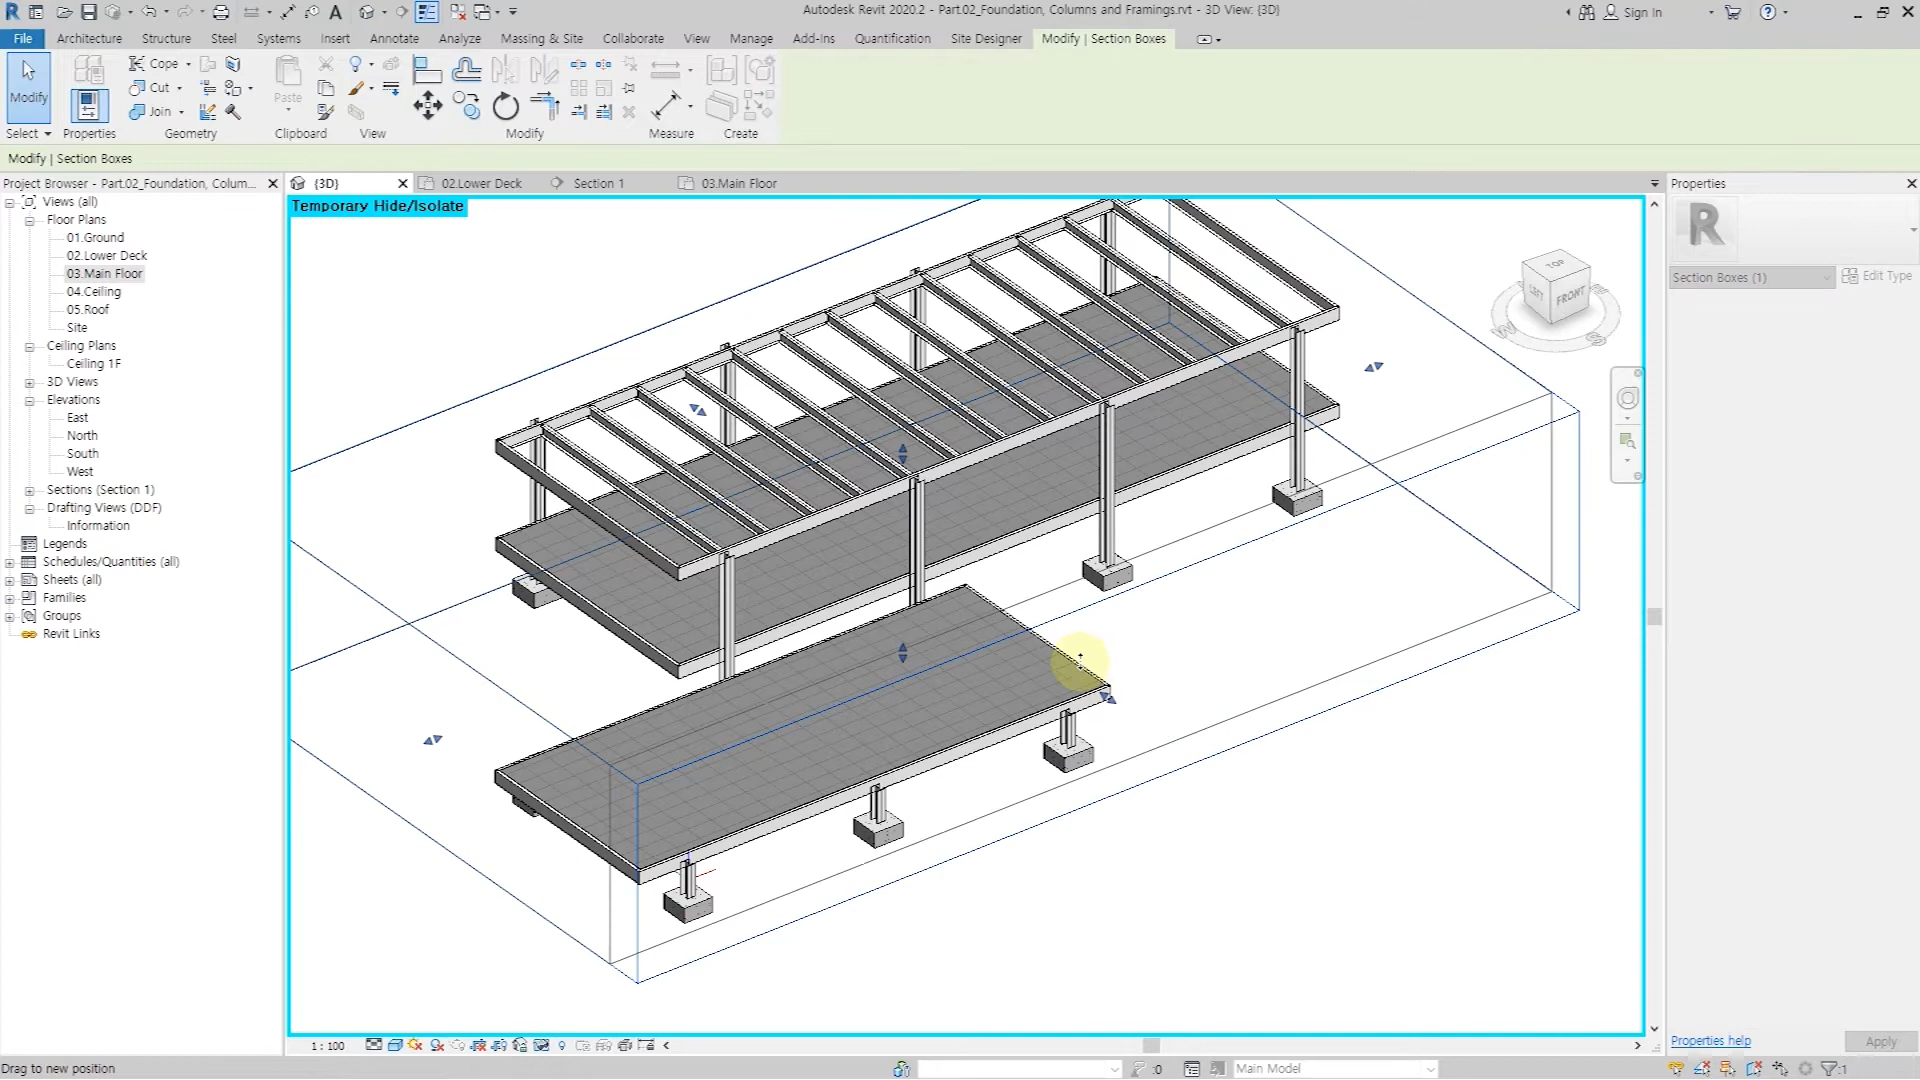 Autodesk Revit 2020.2 - Part.02_Foundation, Columns and Framings.rvt - 3D View: {3D}
Sign In
File
Architecture
Structure
Steel
Systems
Insert
Annotate
Analyze
Massing & Site
Collaborate
View
Manage
Add-Ins
Quantification
Site Designer
Modify | Section Boxes
Modify
Cope
Cut
Join
Paste
Select
Properties
Geometry
Clipboard
View
Modify
Measure
Create
Modify | Section Boxes
Project Browser - Part.02_Foundation, Colum...
{3D}
02.Lower Deck
Section 1
03.Main Floor
Properties
Views (all)
Floor Plans
01.Ground
02.Lower Deck
03.Main Floor
04.Ceiling
05.Roof
Site
Ceiling Plans
Ceiling 1F
3D Views
Elevations
East
North
South
West
Sections (Section 1)
Drafting Views (DDF)
Information
Legends
Schedules/Quantities (all)
Sheets (all)
Families
Groups
Revit Links
Temporary Hide/Isolate
TOP
LEFT
FRONT
W
S
R
Section Boxes (1)
Edit Type
1 : 100
Properties help
Apply
Drag to new position
:0
Main Model
:1